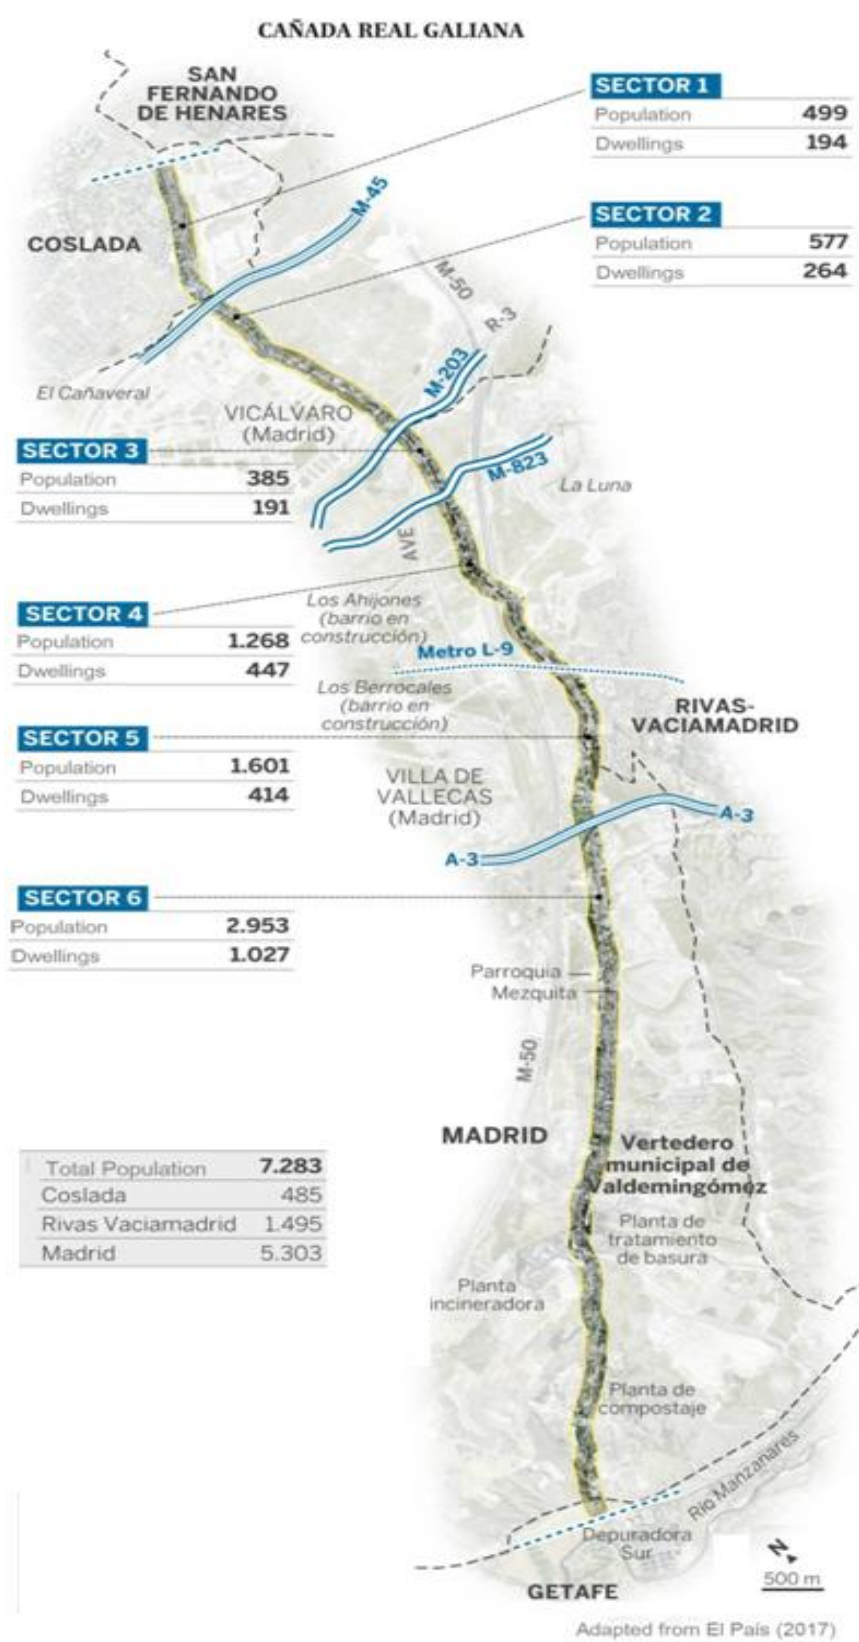 CAÑADA REAL GALIANA
SAN
FERNANDO
DE HENARES
SECTOR 1
Population 499
Dwellings 194
M-45
SECTOR 2
Population 577
Dwellings 264
COSLADA
M-50
R-3
El Cañaveral
M-203
VICÁLVARO
(Madrid)
SECTOR 3
Population 385
Dwellings 191
M-823
La Luna
AVE
Los Ahijones
(barrio en
construcción)
SECTOR 4
Population 1.268
Dwellings 447
Metro L-9
Los Berrocales
(barrio en
construcción)
RIVAS-
VACIAMADRID
SECTOR 5
Population 1.601
Dwellings 414
VILLA DE
VALLECAS
(Madrid)
A-3
A-3
SECTOR 6
Population 2.953
Dwellings 1.027
Parroquia
Mezquita
M-50
MADRID
Vertedero
municipal de
Valdemingómez
Total Population 7.283
Coslada 485
Rivas Vaciamadrid 1.495
Madrid 5.303
Planta de
tratamiento
de basura
Planta
incineradora
Planta de
compostaje
Rio Manzanares
Depuradora
Sur
N
500 m
GETAFE
Adapted from El País (2017)